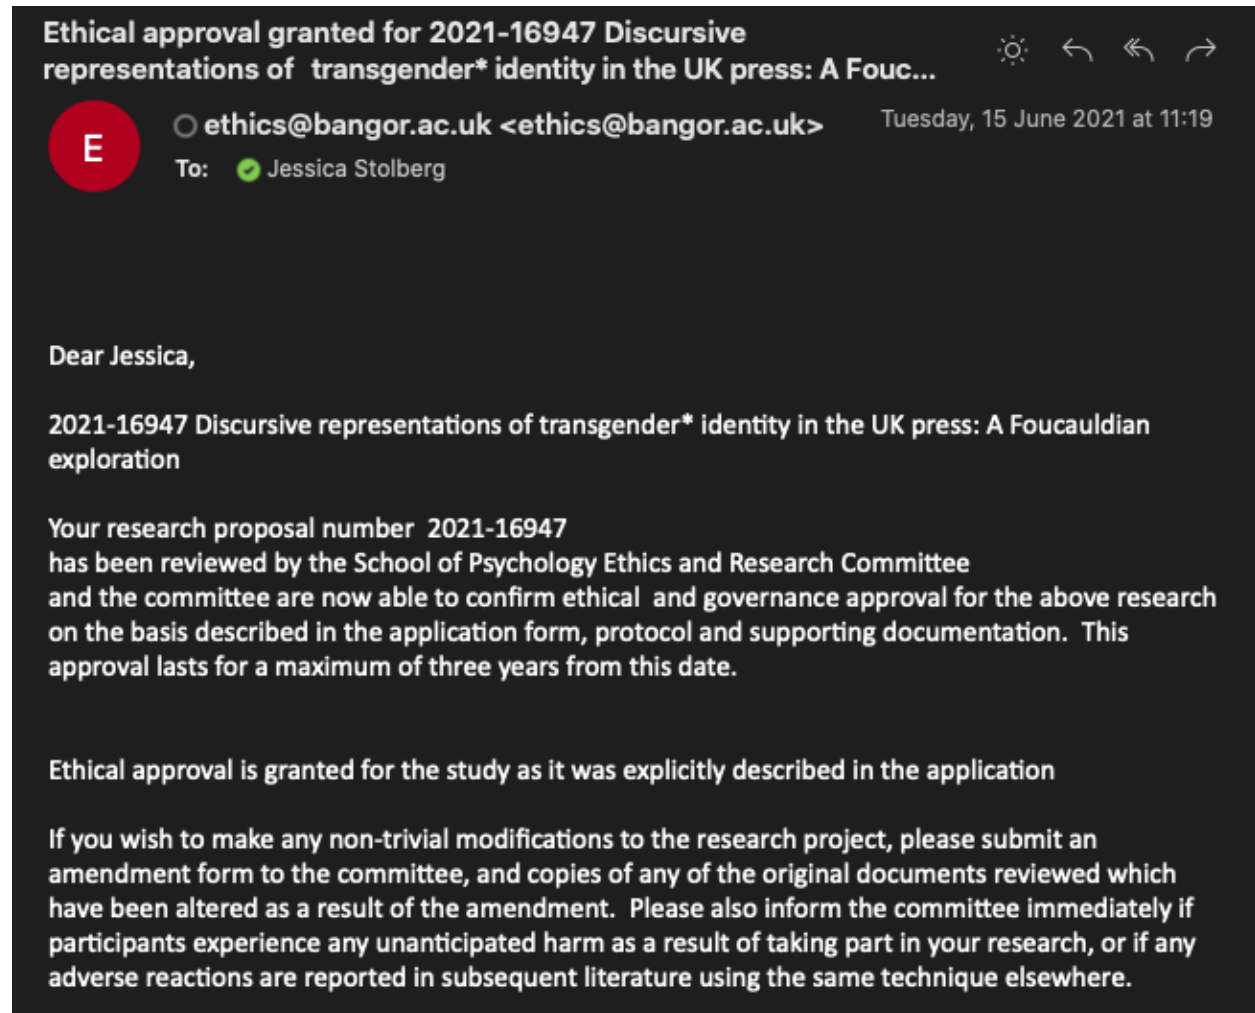 Ethical approval granted for 2021-16947 Discursive
representations of  transgender* identity in the UK press: A Fouc...
E
ethics@bangor.ac.uk <ethics@bangor.ac.uk>
Tuesday, 15 June 2021 at 11:19
To: Jessica Stolberg
Dear Jessica,
2021-16947 Discursive representations of transgender* identity in the UK press: A Foucauldian
exploration
Your research proposal number  2021-16947
has been reviewed by the School of Psychology Ethics and Research Committee
and the committee are now able to confirm ethical  and governance approval for the above research
on the basis described in the application form, protocol and supporting documentation.  This
approval lasts for a maximum of three years from this date.
Ethical approval is granted for the study as it was explicitly described in the application
If you wish to make any non-trivial modifications to the research project, please submit an
amendment form to the committee, and copies of any of the original documents reviewed which
have been altered as a result of the amendment.  Please also inform the committee immediately if
participants experience any unanticipated harm as a result of taking part in your research, or if any
adverse reactions are reported in subsequent literature using the same technique elsewhere.